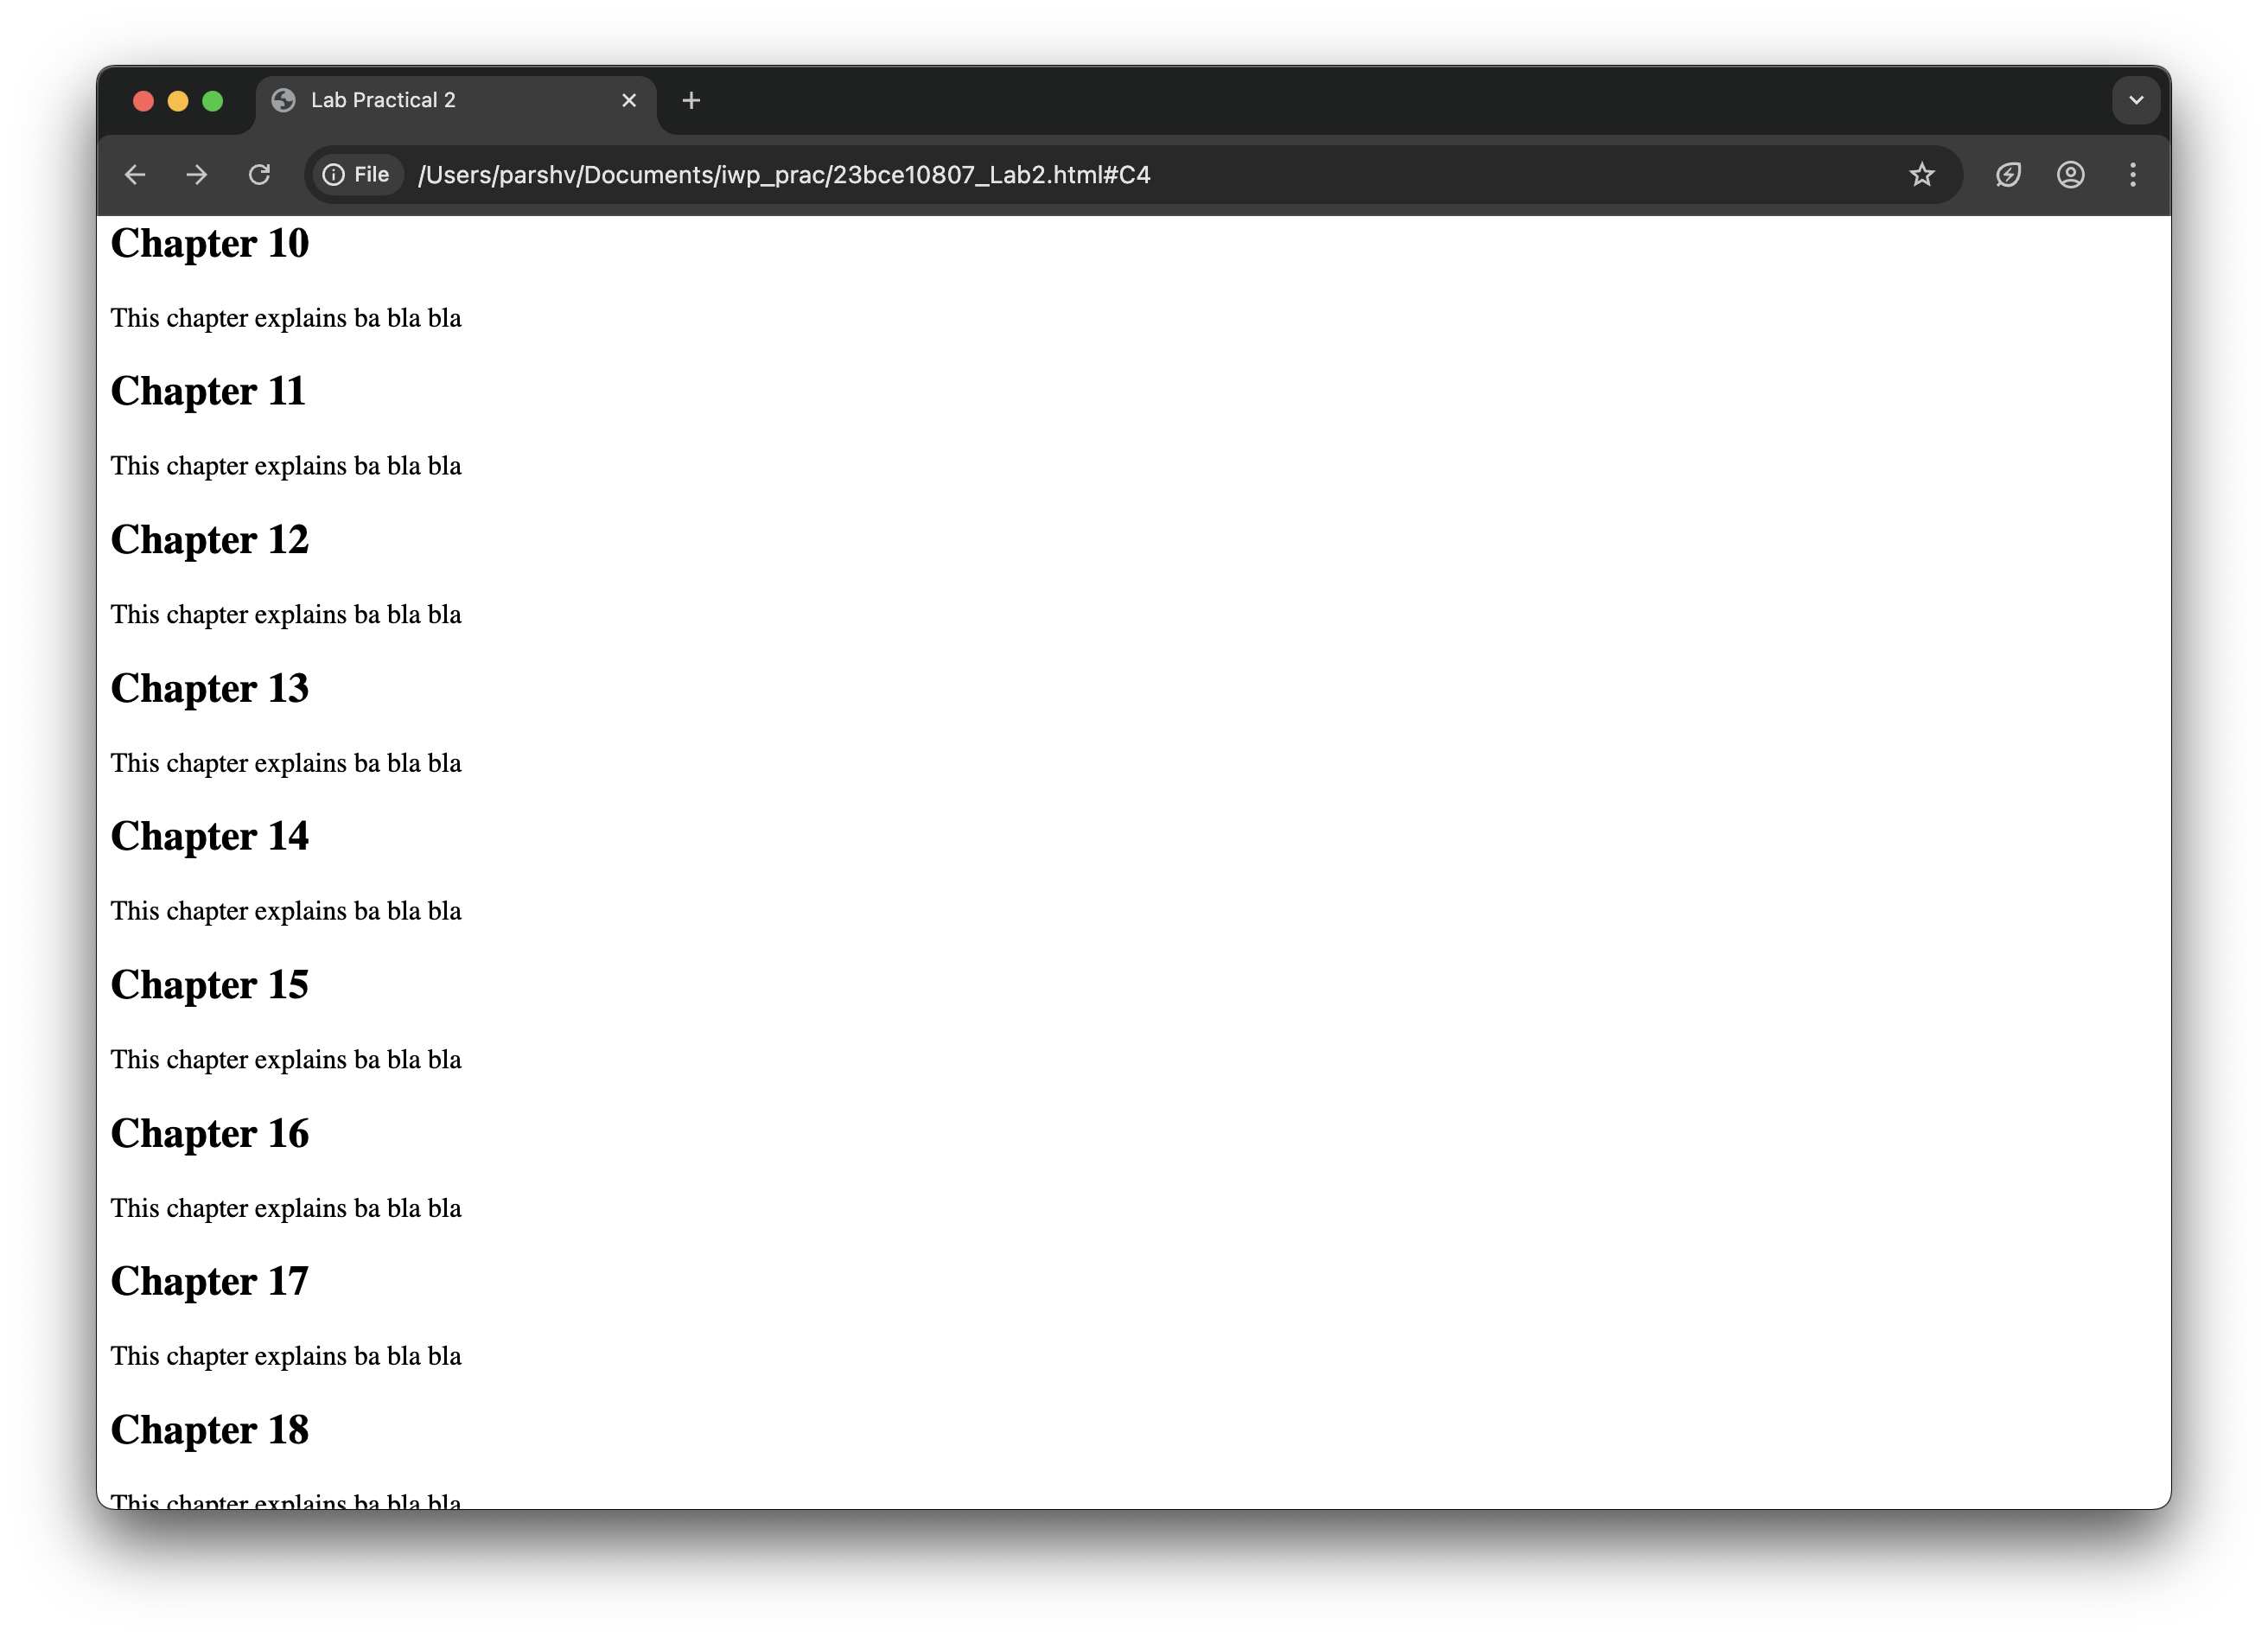 Lab Practical 2
File /Users/parshv/Documents/iwp_prac/23bce10807_Lab2.html#C4
Chapter 10
This chapter explains ba bla bla
Chapter 11
This chapter explains ba bla bla
Chapter 12
This chapter explains ba bla bla
Chapter 13
This chapter explains ba bla bla
Chapter 14
This chapter explains ba bla bla
Chapter 15
This chapter explains ba bla bla
Chapter 16
This chapter explains ba bla bla
Chapter 17
This chapter explains ba bla bla
Chapter 18
This chapter explains ba bla bla